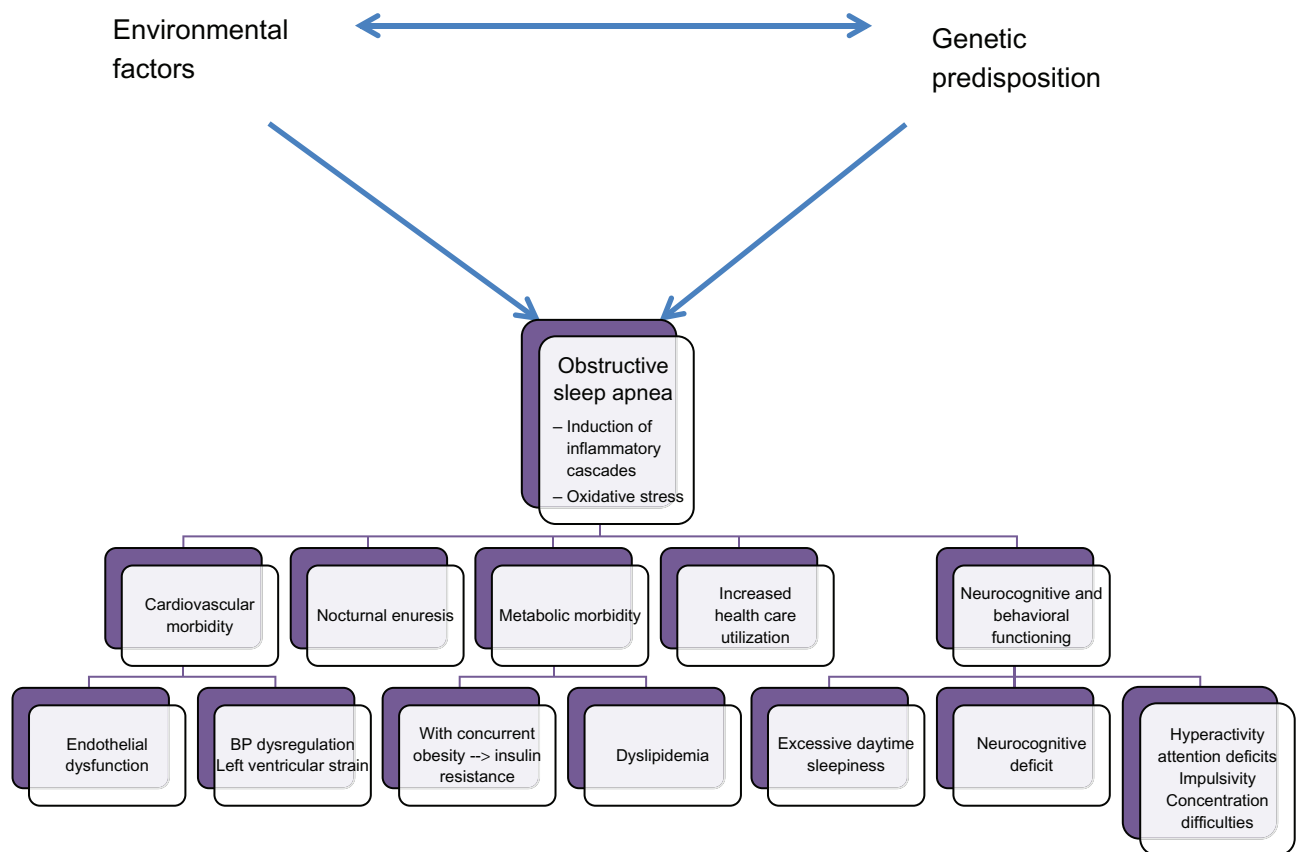 Environmental
factors
Genetic
predisposition
Obstructive
sleep apnea
– Induction of
inflammatory
cascades
– Oxidative stress
Cardiovascular
morbidity
Nocturnal enuresis
Metabolic morbidity
Increased
health care
utilization
Neurocognitive and
behavioral
functioning
Endothelial
dysfunction
BP dysregulation
Left ventricular strain
With concurrent
obesity --> insulin
resistance
Dyslipidemia
Excessive daytime
sleepiness
Neurocognitive
deficit
Hyperactivity
attention deficits
Impulsivity
Concentration
difficulties